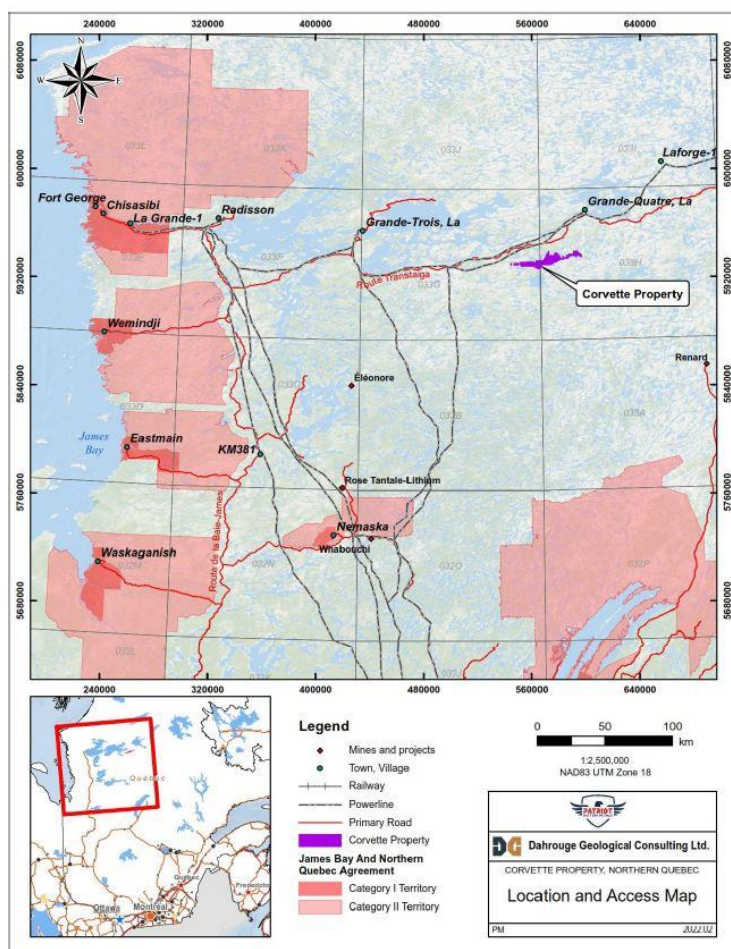 240000 320000 400000 480000 560000 640000
6080000
6080000
N
W E
S
033L
033K
033J
033I
Laforge-1
6000000
6000000
Fort George
Chisasibi
La Grande-1
Radisson
Grande-Trois, La
Grande-Quatre, La
033E
033F
033G
033H
Route Transtaiga
5920000
5920000
Corvette Property
Wemindji
Renard
Éléonore
5840000
5840000
033D
033C
033B
033A
James
Bay
Eastmain
KM381
Rose Tantale-Lithium
5760000
5760000
Nemaska
Whabouchi
Waskaganish
Route de la Baie-James
032M
032N
032O
032P
5680000
5680000
032L
032J
240000 320000 400000 480000 560000 640000
Quebec
Québec
Fredericton
Ottawa
Montréal
Legend
Mines and projects
Town, Village
Railway
Powerline
Primary Road
Corvette Property
James Bay And Northern
Quebec Agreement
Category I Territory
Category II Territory
0 50 100
km
1:2,500,000
NAD83 UTM Zone 18
PATRIOT
Dahrouge Geological Consulting Ltd.
CORVETTE PROPERTY, NORTHERN QUEBEC
Location and Access Map
PM 2022.02